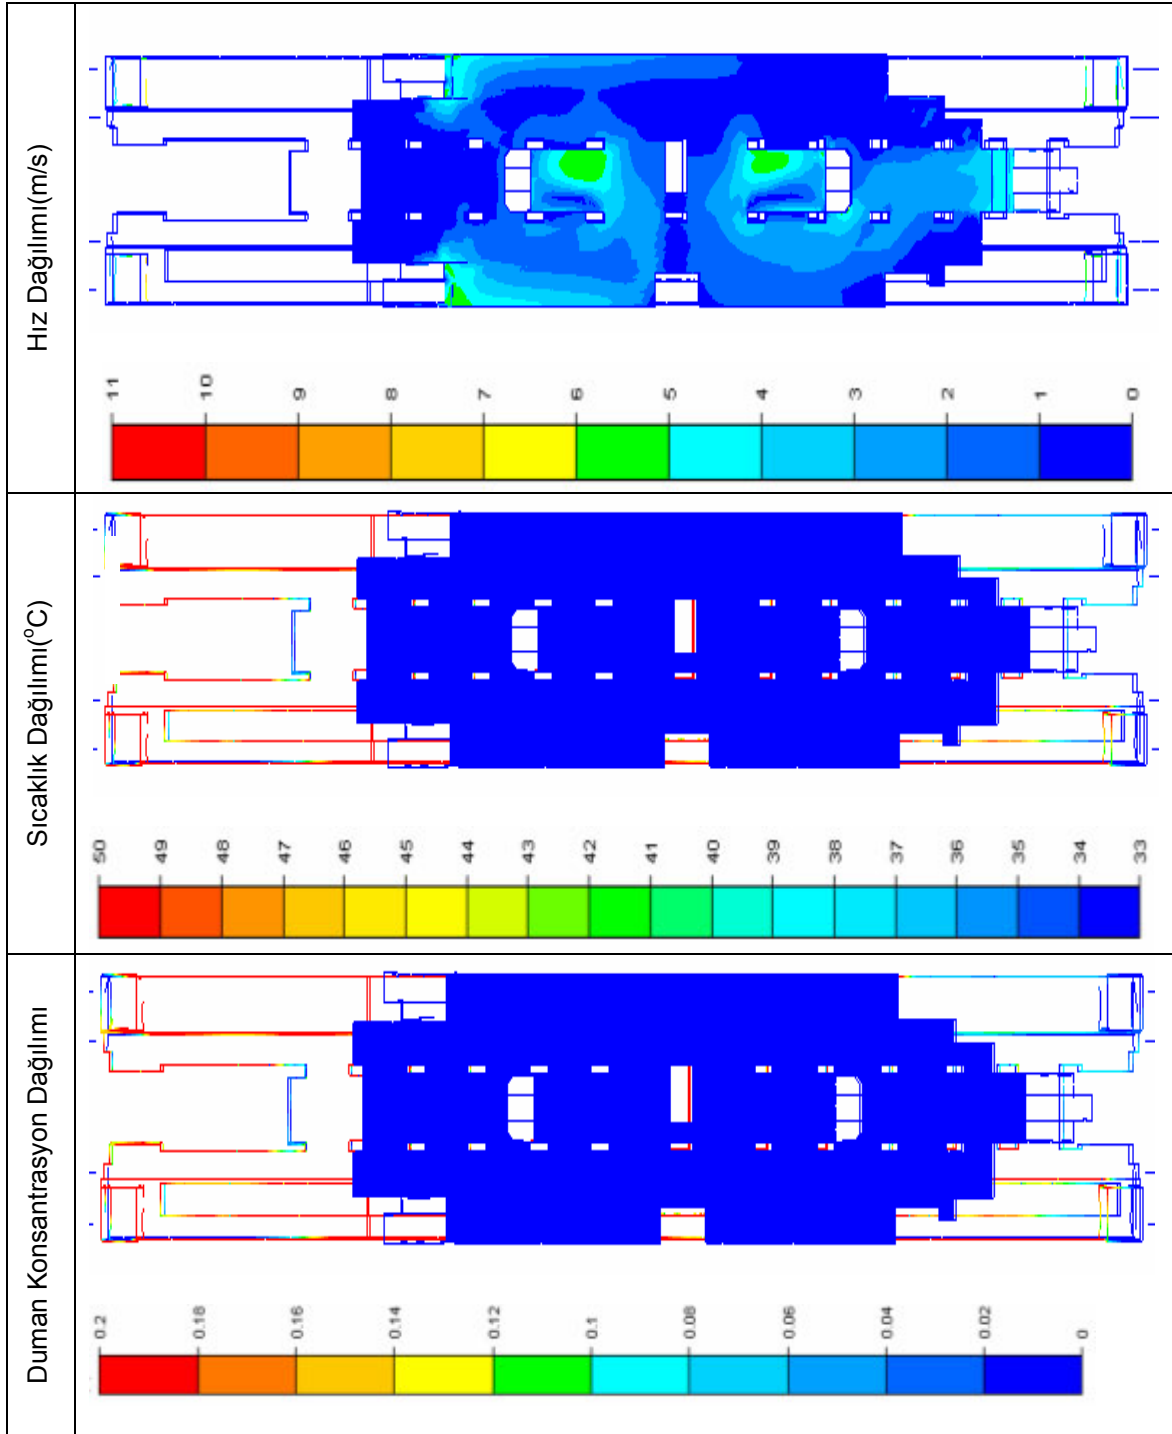 Hız Dağılımı(m/s)
11 10 9 8 7 6 5 4 3 2 1 0
Sıcaklık Dağılımı(°C)
50 49 48 47 46 45 44 43 42 41 40 39 38 37 36 35 34 33
Duman Konsantrasyon Dağılımı
0.2 0.18 0.16 0.14 0.12 0.1 0.08 0.06 0.04 0.02 0